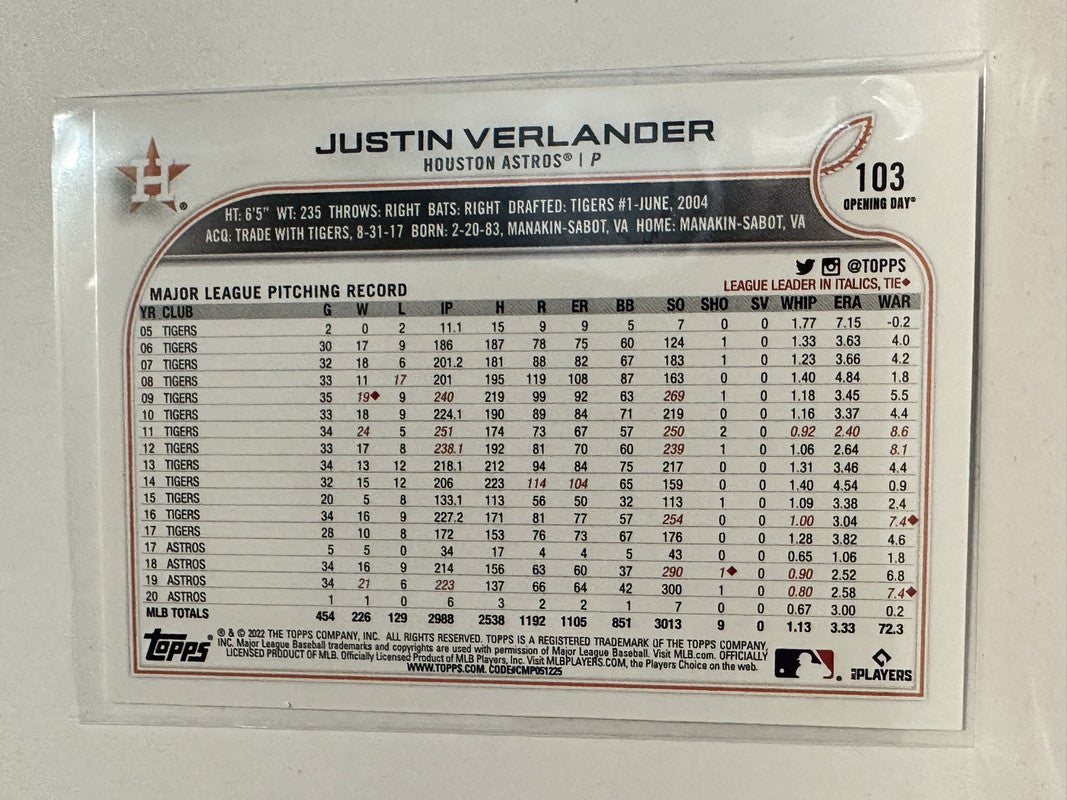 JUSTIN VERLANDER
HOUSTON ASTROS® | P
H ®
103
OPENING DAY®
HT: 6'5" WT: 235 THROWS: RIGHT BATS: RIGHT DRAFTED: TIGERS #1-JUNE, 2004
ACQ: TRADE WITH TIGERS, 8-31-17 BORN: 2-20-83, MANAKIN-SABOT, VA HOME: MANAKIN-SABOT, VA
@TOPPS
MAJOR LEAGUE PITCHING RECORD
LEAGUE LEADER IN ITALICS, TIE◆
YR CLUB G W L IP H R ER BB SO SHO SV WHIP ERA WAR
05 TIGERS 2 0 2 11.1 15 9 9 5 7 0 0 1.77 7.15 -0.2
06 TIGERS 30 17 9 186 187 78 75 60 124 1 0 1.33 3.63 4.0
07 TIGERS 32 18 6 201.2 181 88 82 67 183 1 0 1.23 3.66 4.2
08 TIGERS 33 11 17 201 195 119 108 87 163 0 0 1.40 4.84 1.8
09 TIGERS 35 19◆ 9 240 219 99 92 63 269 1 0 1.18 3.45 5.5
10 TIGERS 33 18 9 224.1 190 89 84 71 219 0 0 1.16 3.37 4.4
11 TIGERS 34 24 5 251 174 73 67 57 250 2 0 0.92 2.40 8.6
12 TIGERS 33 17 8 238.1 192 81 70 60 239 1 0 1.06 2.64 8.1
13 TIGERS 34 13 12 218.1 212 94 84 75 217 0 0 1.31 3.46 4.4
14 TIGERS 32 15 12 206 223 114 104 65 159 0 0 1.40 4.54 0.9
15 TIGERS 20 5 8 133.1 113 56 50 32 113 1 0 1.09 3.38 2.4
16 TIGERS 34 16 9 227.2 171 81 77 57 254 0 0 1.00 3.04 7.4◆
17 TIGERS 28 10 8 172 153 76 73 67 176 0 0 1.28 3.82 4.6
17 ASTROS 5 5 0 34 17 4 4 5 43 0 0 0.65 1.06 1.8
18 ASTROS 34 16 9 214 156 63 60 37 290 1◆ 0 0.90 2.52 6.8
19 ASTROS 34 21 6 223 137 66 64 42 300 1 0 0.80 2.58 7.4◆
20 ASTROS 1 1 0 6 3 2 2 1 7 0 0 0.67 3.00 0.2
MLB TOTALS 454 226 129 2988 2538 1192 1105 851 3013 9 0 1.13 3.33 72.3
topps
® & © 2022 THE TOPPS COMPANY, INC. ALL RIGHTS RESERVED. TOPPS IS A REGISTERED TRADEMARK OF THE TOPPS COMPANY,
INC. Major League Baseball trademarks and copyrights are used with permission of Major League Baseball. Visit MLB.com. OFFICIALLY
LICENSED PRODUCT OF MLB. Officially Licensed Product of MLB Players, Inc. Visit MLBPLAYERS.COM, the Players Choice on the web.
WWW.TOPPS.COM. CODE#CMP051225
MLB PLAYERS